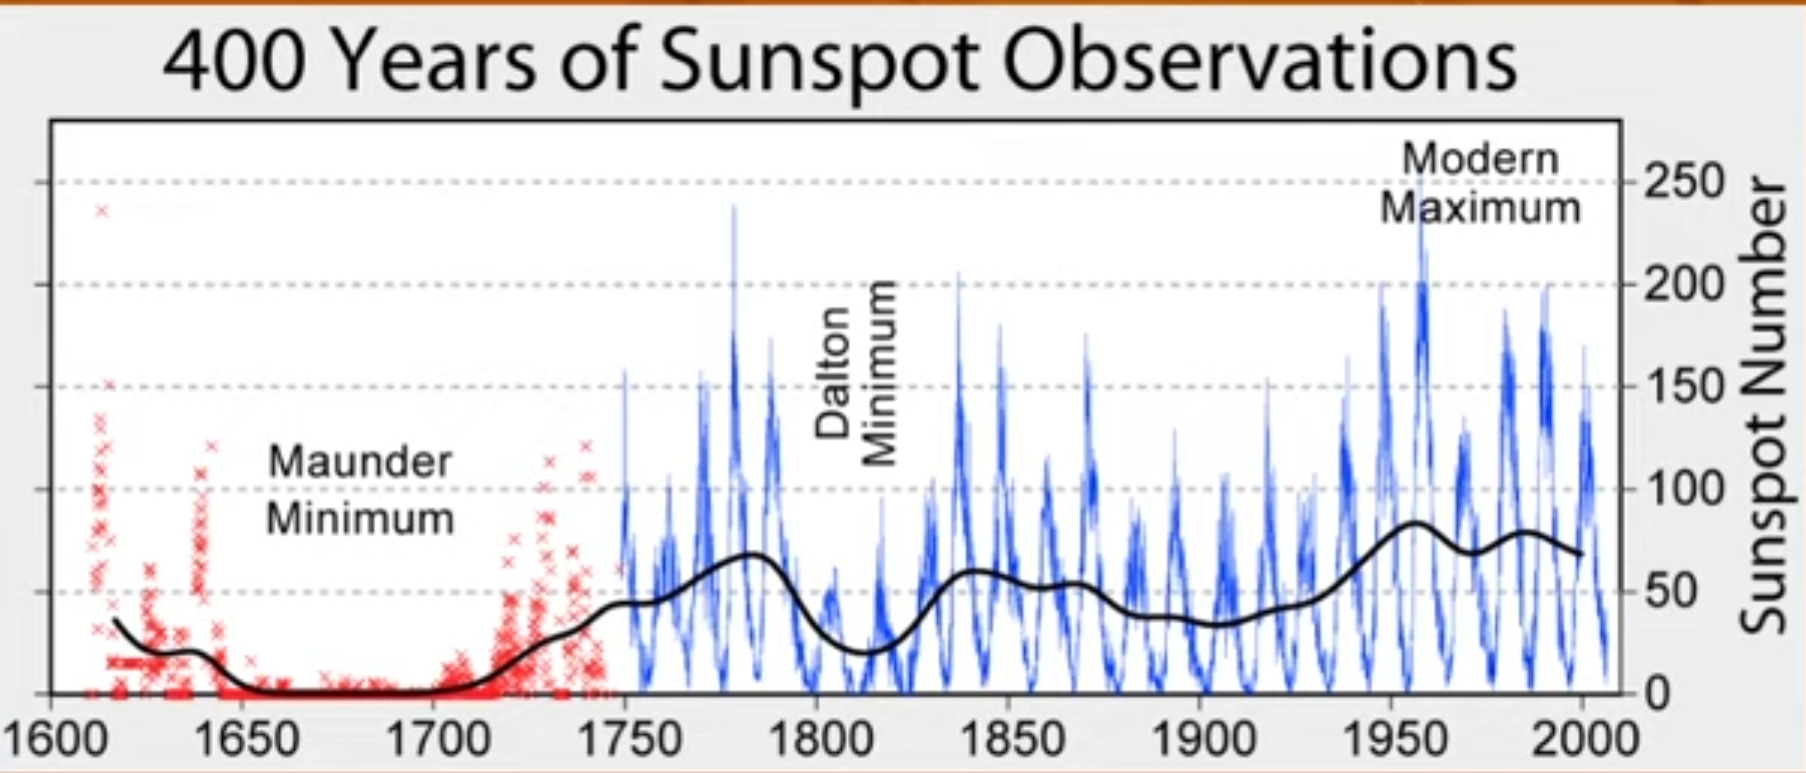 400 Years of Sunspot Observations
Modern
Maximum
250
200
150
100
50
0
Sunspot Number
Dalton
Minimum
Maunder
Minimum
1600 1650 1700 1750 1800 1850 1900 1950 2000